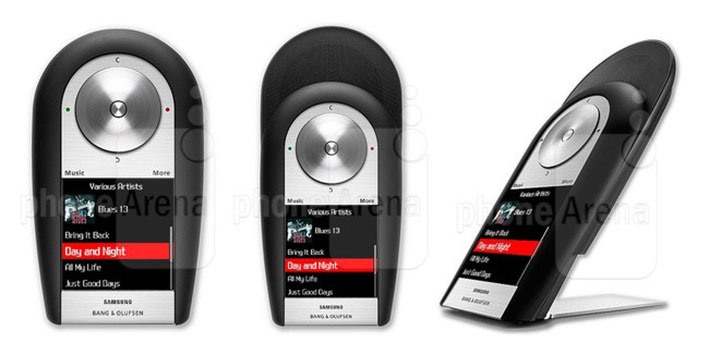 Music More
Various Artists
Blues 13
Bring It Back
Day and Night
All My Life
Just Good Days
SAMSUNG
BANG & OLUFSEN
Music More
Various Artists
Blues 13
Bring It Back
Day and Night
All My Life
Just Good Days
SAMSUNG
BANG & OLUFSEN
Music More
Various Artists
Blues 13
Bring It Back
Day and Night
All My Life
Just Good Days
SAMSUNG
BANG & OLUFSEN
phoneArena
phoneArena
phoneArena